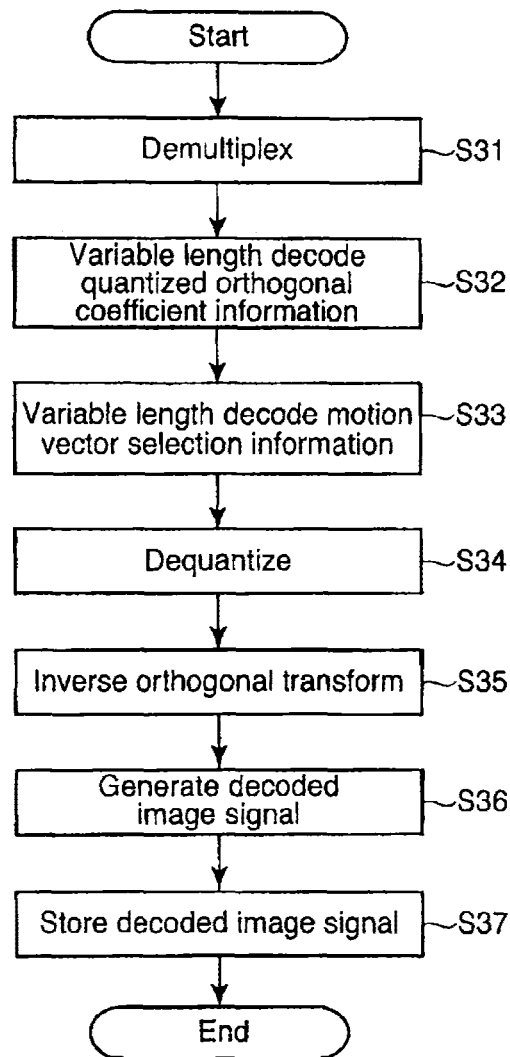 Start
Demultiplex
S31
Variable length decode
quantized orthogonal
coefficient information
S32
Variable length decode motion
vector selection information
S33
Dequantize
S34
Inverse orthogonal transform
S35
Generate decoded
image signal
S36
Store decoded image signal
S37
End